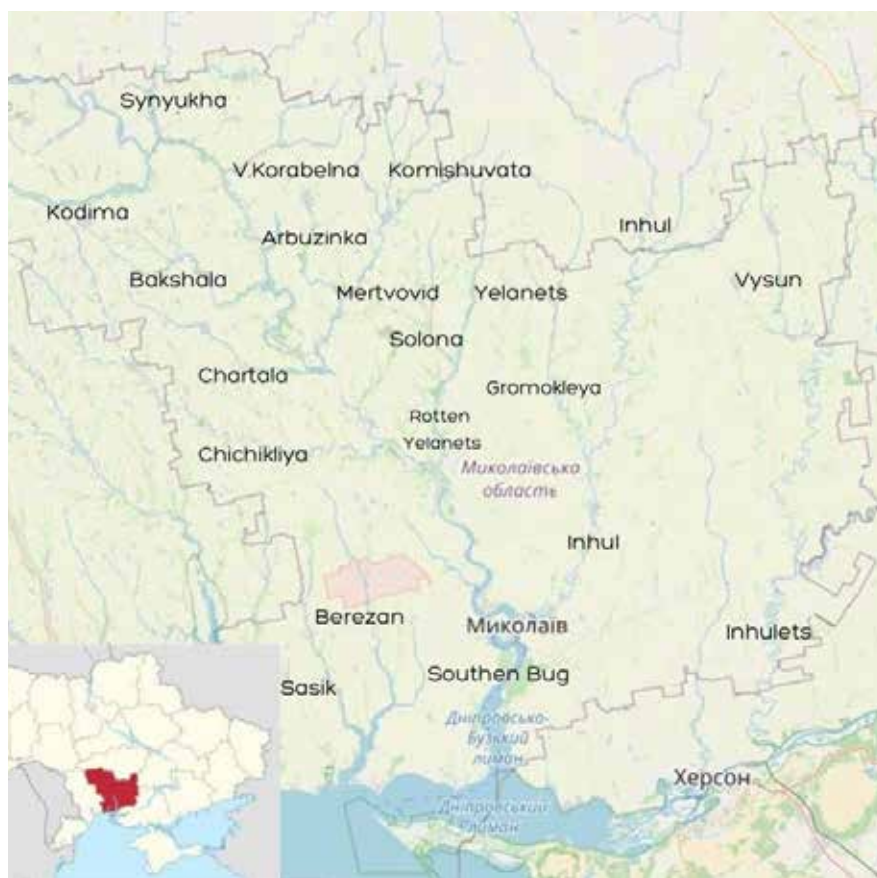 Synyukha
V.Korabelna
Komishuvata
Kodima
Inhul
Arbuzinka
Bakshala
Mertvovid
Yelanets
Vysun
Solona
Chartala
Gromokleya
Rotten
Yelanets
Chichikliya
Миколаївська
область
Inhul
Berezan
Миколаїв
Inhulets
Southen Bug
Sasik
Дніпровсько-
Бузький
лиман
Херсон
Дніпровський
лиман